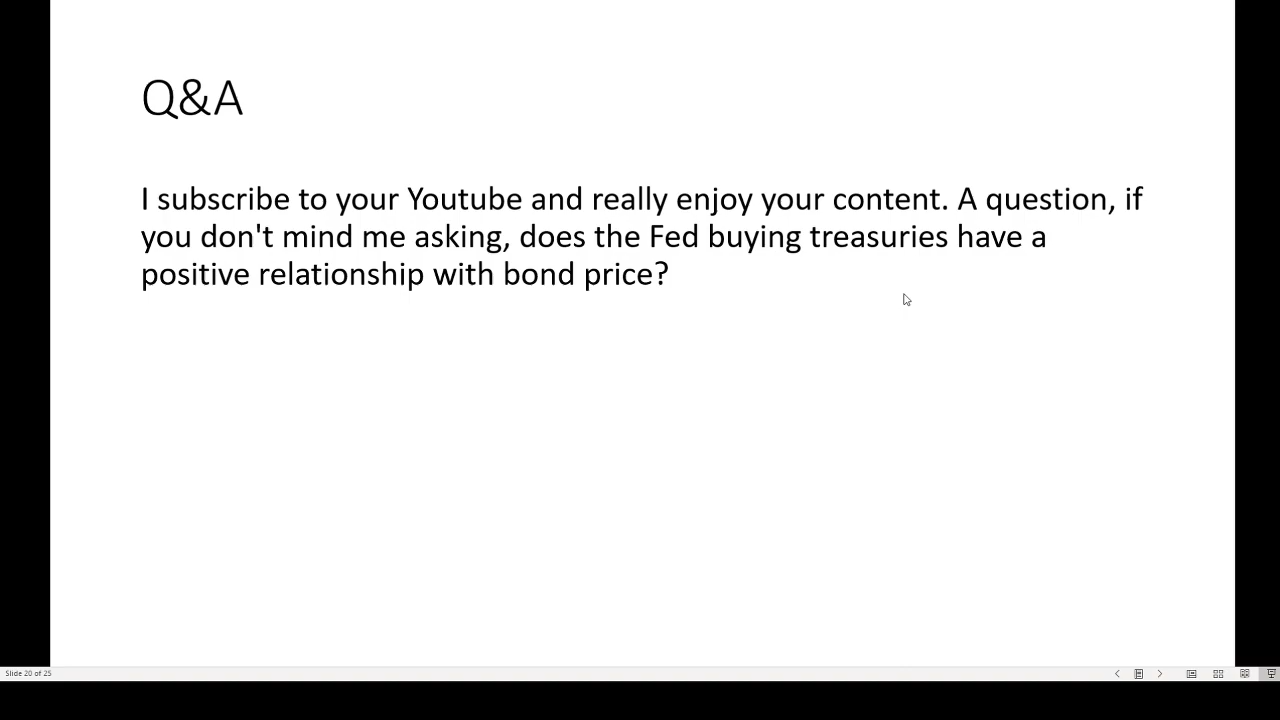 Q&A
I subscribe to your Youtube and really enjoy your content. A question, if
you don't mind me asking, does the Fed buying treasuries have a
positive relationship with bond price?
Slide 20 of 25